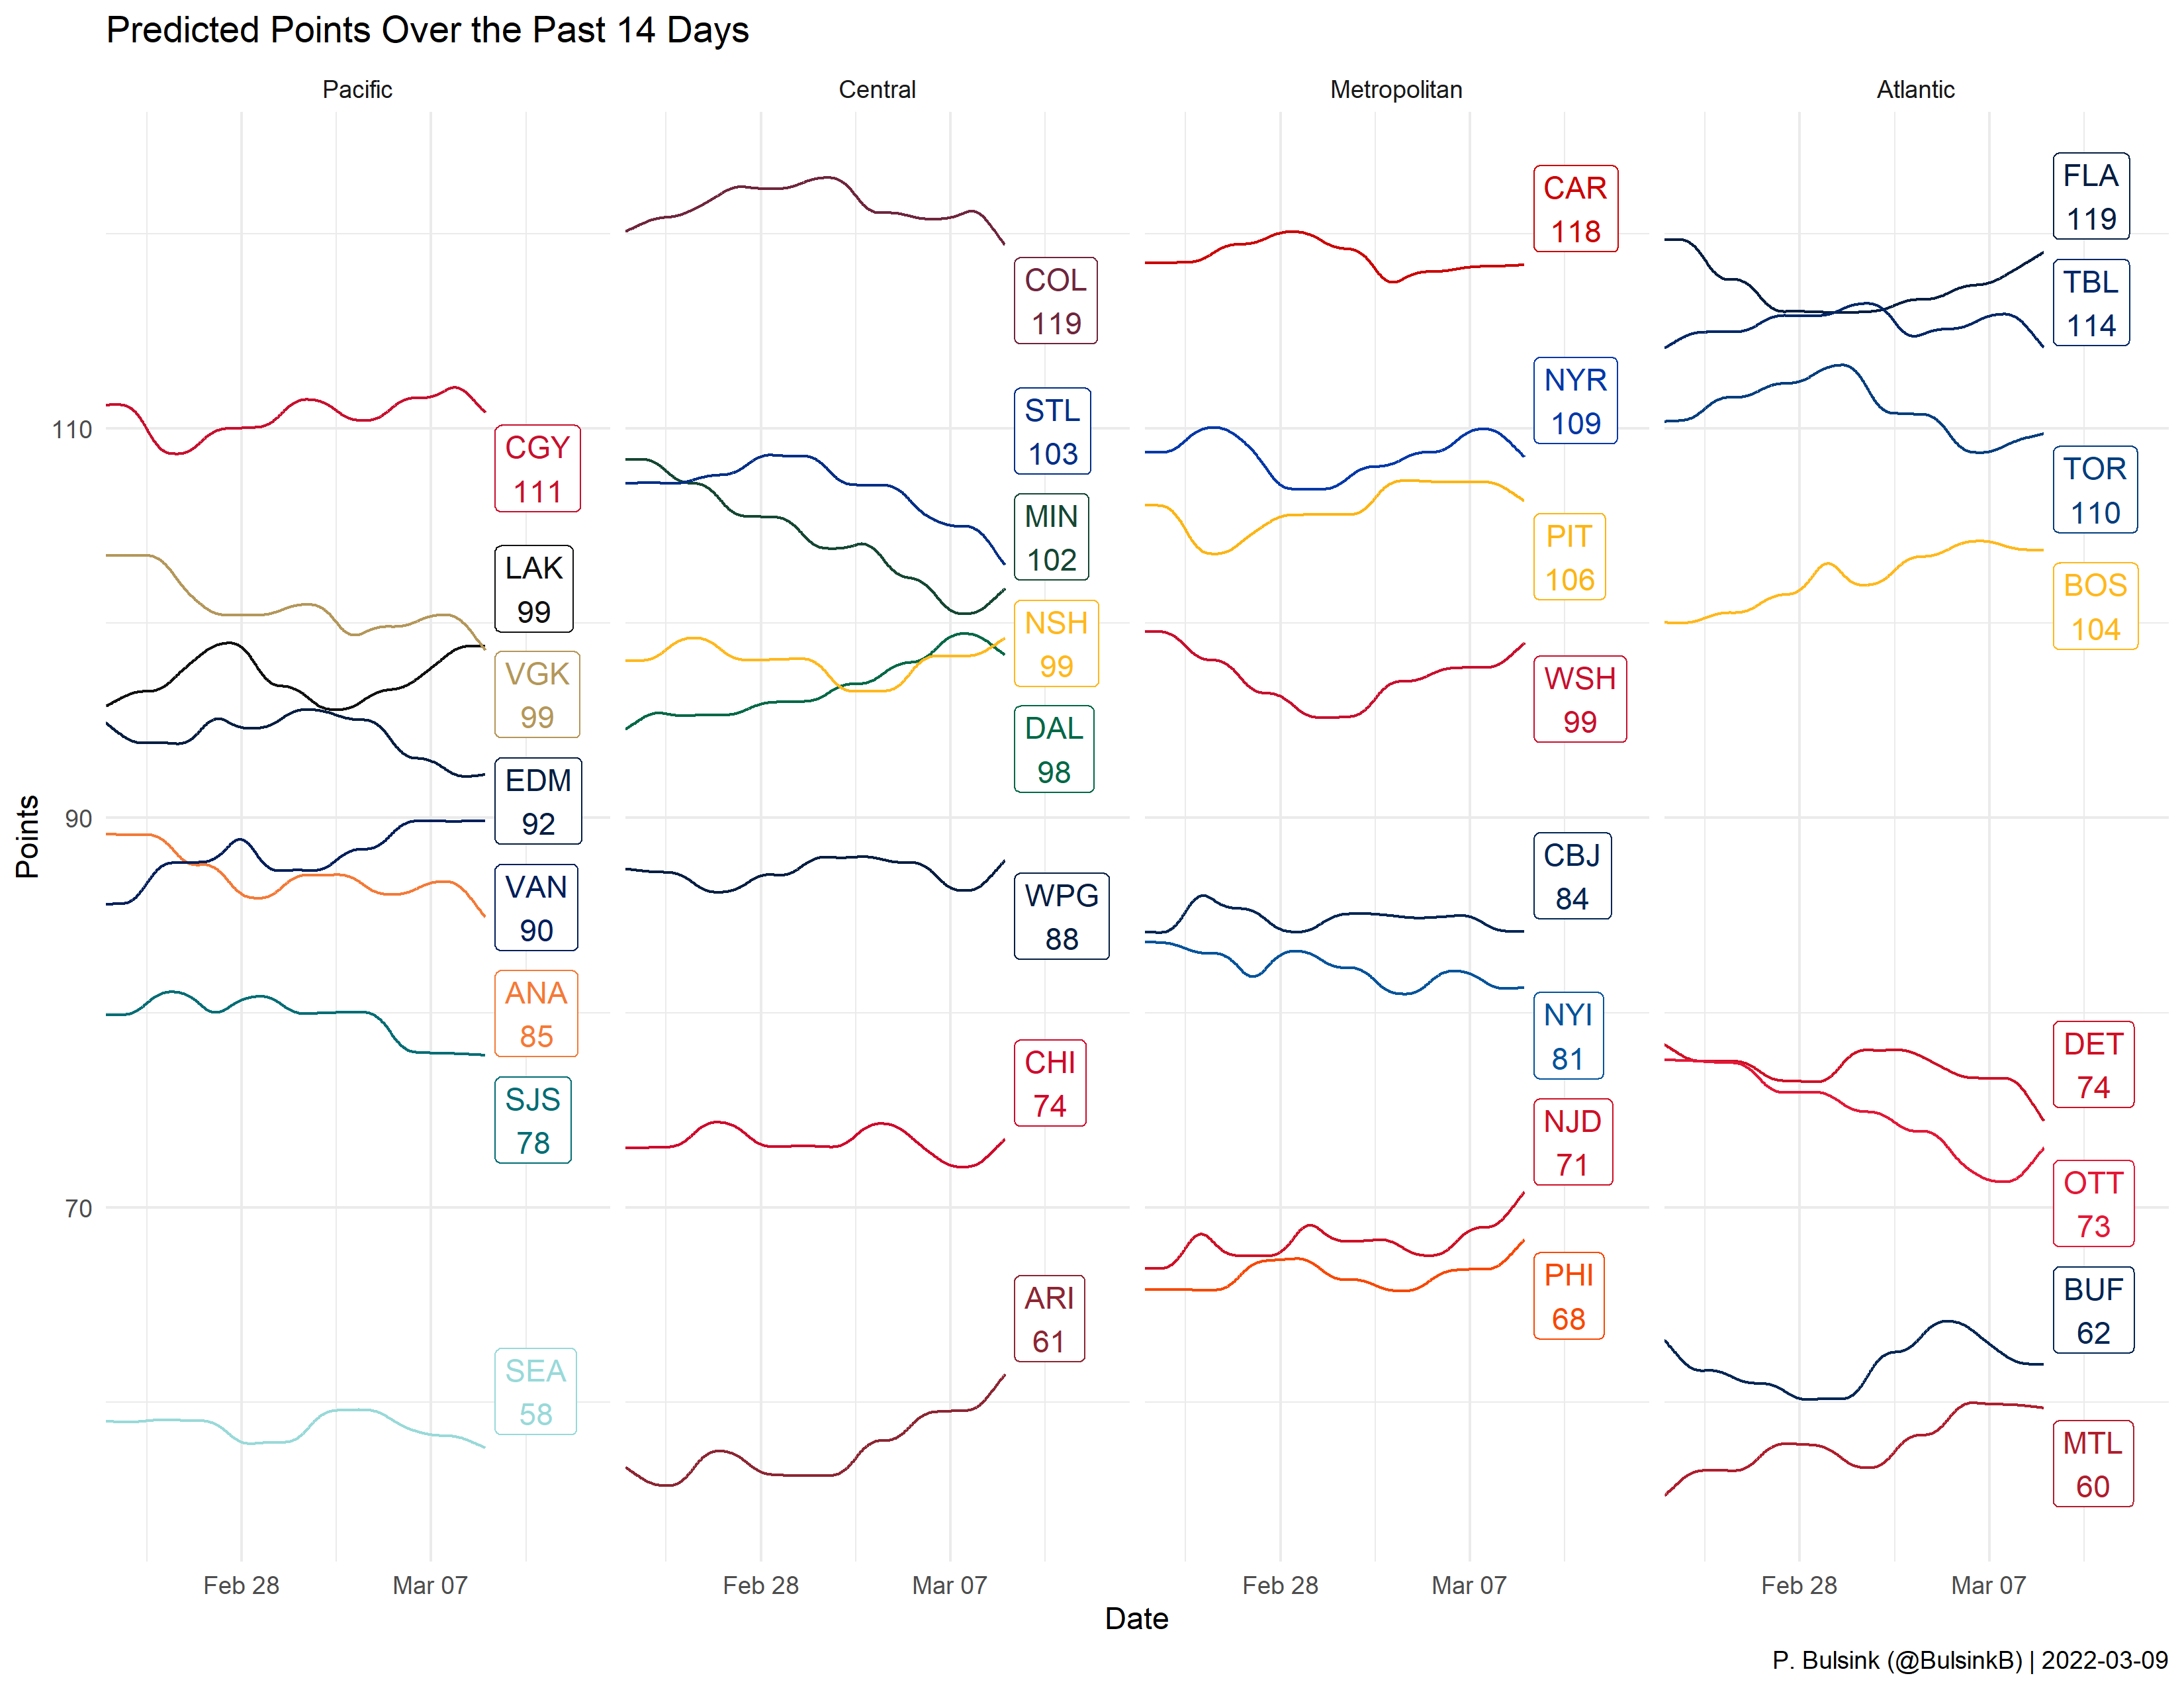 Predicted Points Over the Past 14 Days
Pacific
Central
Metropolitan
Atlantic
Points
110
90
70
CGY
111
LAK
99
VGK
99
EDM
92
VAN
90
ANA
85
SJS
78
SEA
58
COL
119
STL
103
MIN
102
NSH
99
DAL
98
WPG
88
CHI
74
ARI
61
CAR
118
NYR
109
PIT
106
WSH
99
CBJ
84
NYI
81
NJD
71
PHI
68
FLA
119
TBL
114
TOR
110
BOS
104
DET
74
OTT
73
BUF
62
MTL
60
Feb 28
Mar 07
Feb 28
Mar 07
Feb 28
Mar 07
Feb 28
Mar 07
Date
P. Bulsink (@BulsinkB) | 2022-03-09